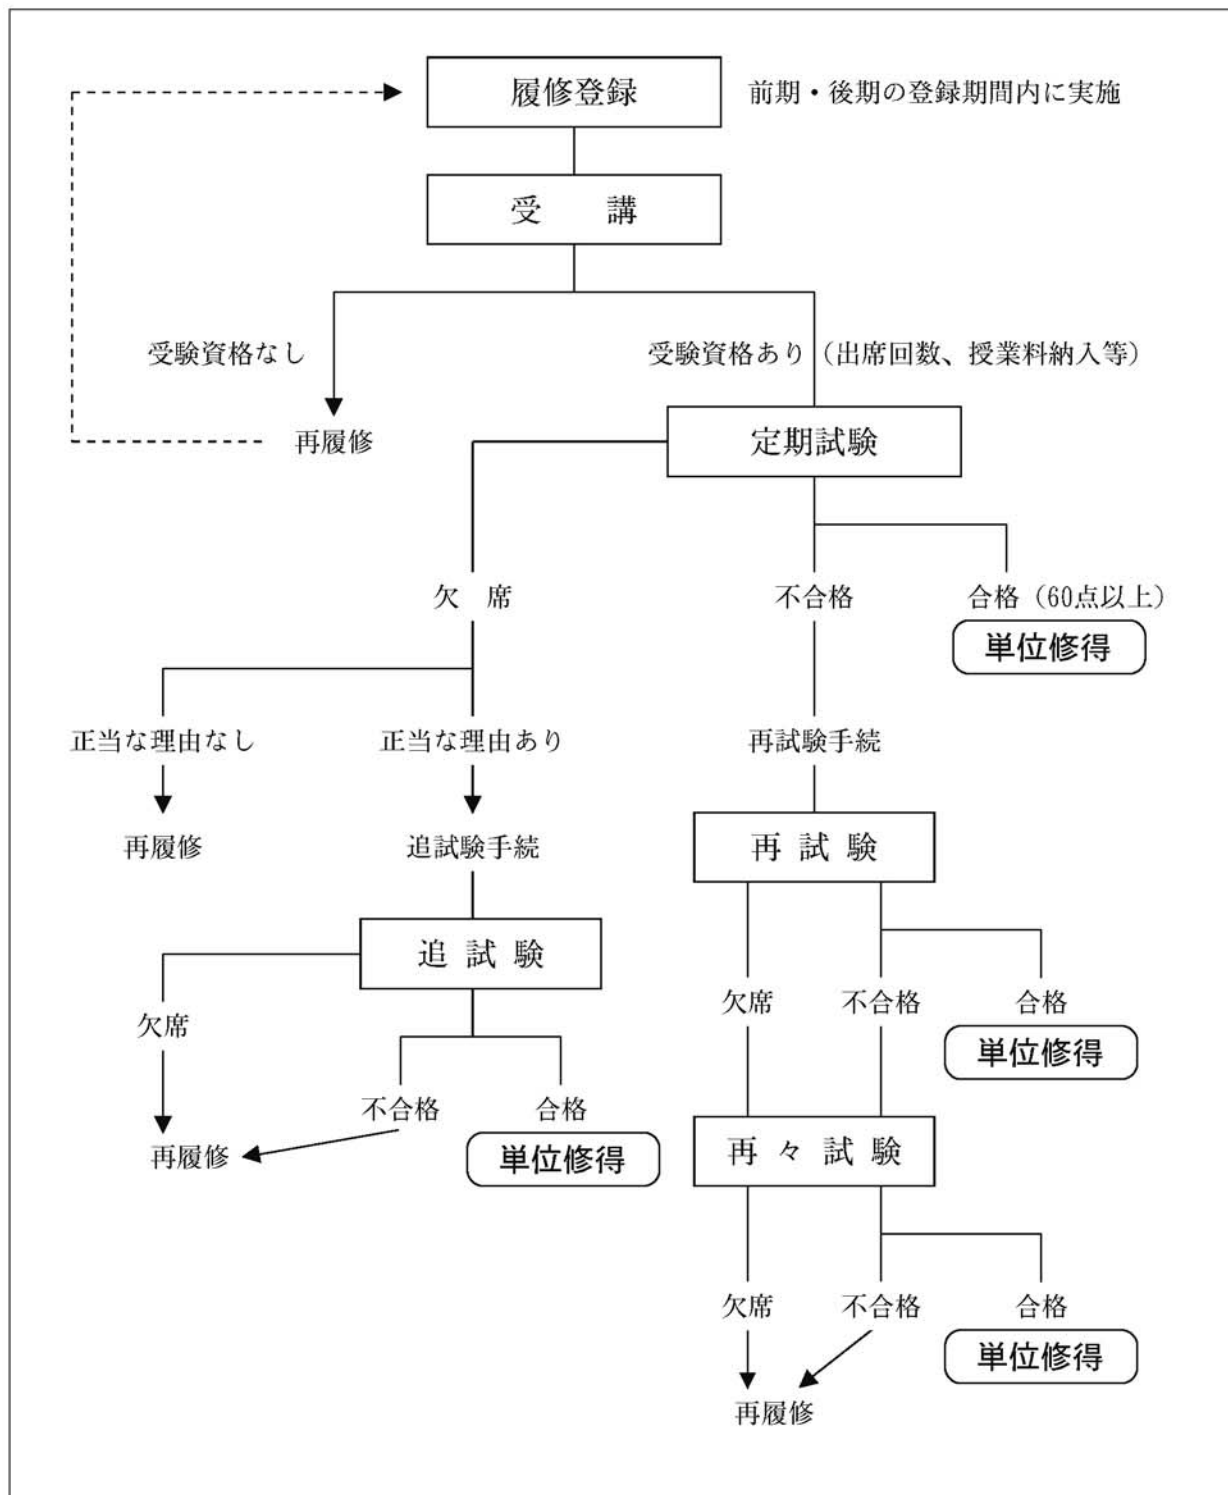 履修登録
前期・後期の登録期間内に実施
受　　講
受験資格なし
受験資格あり（出席回数、授業料納入等）
再履修
定期試験
欠　席
不合格
合格（60点以上）
単位修得
正当な理由なし
正当な理由あり
再試験手続
再履修
追試験手続
再 試 験
追 試 験
欠席
欠席
不合格
合格
単位修得
不合格
合格
再履修
単位修得
再 々 試 験
欠席
不合格
合格
単位修得
再履修